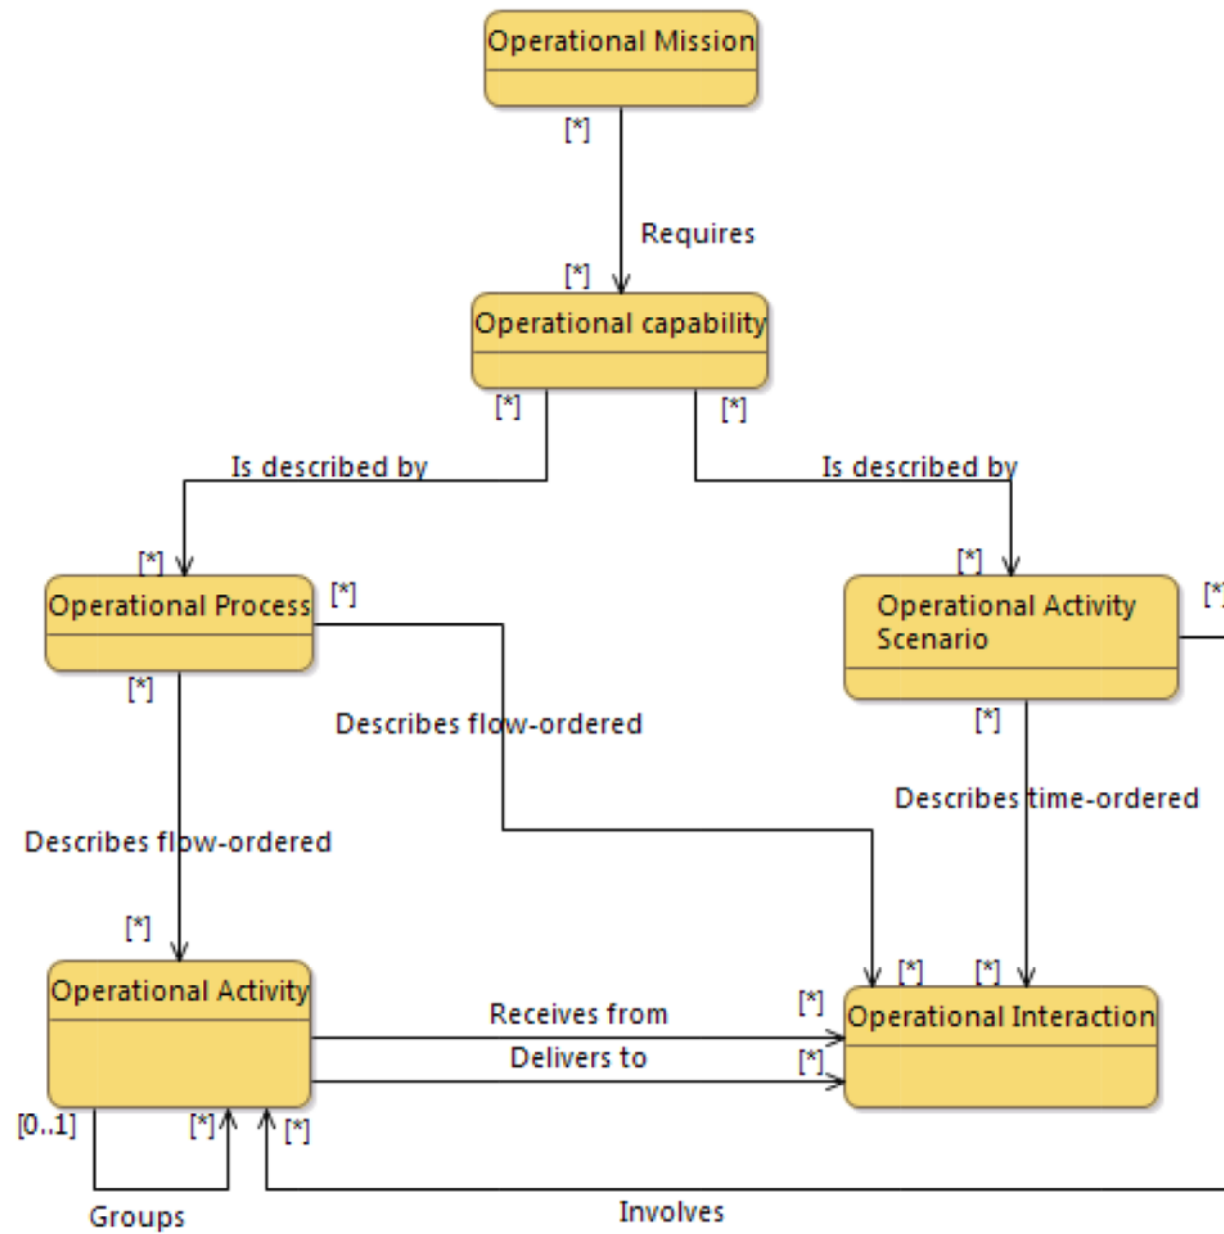 Operational Mission
[*]
Requires
[*]
Operational capability
[*]
[*]
Is described by
Is described by
[*]
[*]
Operational Process
[*]
Operational Activity
Scenario
[*]
[*]
[*]
Describes flow-ordered
Describes time-ordered
Describes flow-ordered
[*]
[*]
[*]
Operational Activity
Receives from
[*]
Operational Interaction
Delivers to
[*]
[0..1]
[*]
[*]
Groups
Involves